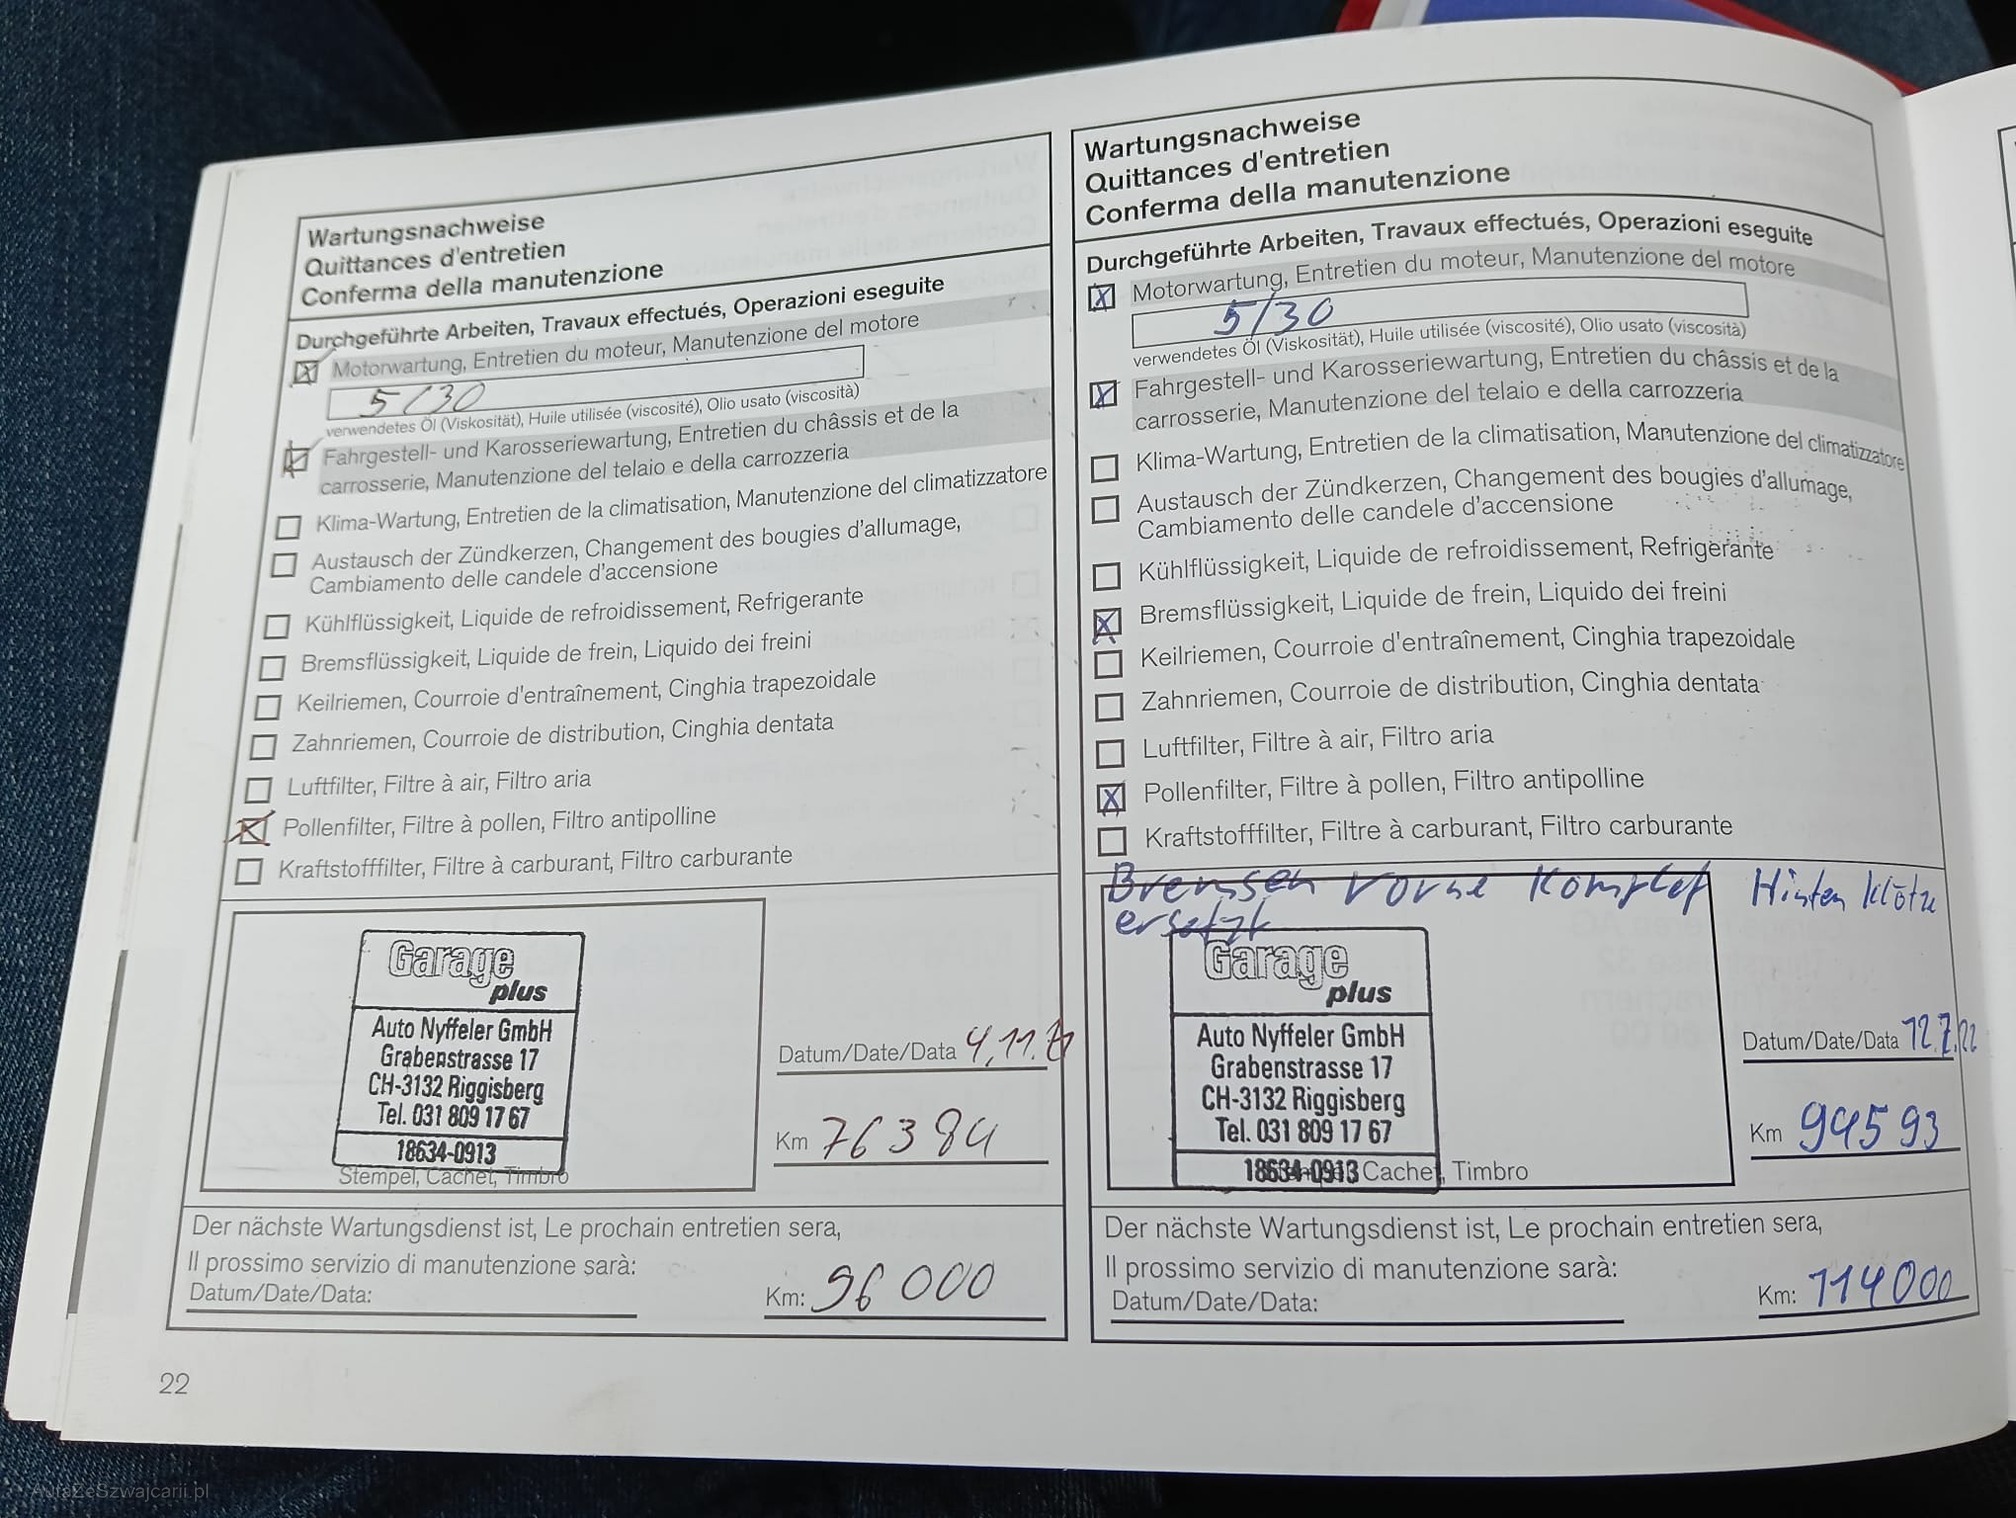 Wartungsnachweise
Quittances d'entretien
Conferma della manutenzione
Durchgeführte Arbeiten, Travaux effectués, Operazioni eseguite
Motorwartung, Entretien du moteur, Manutenzione del motore
5/30
verwendetes Öl (Viskosität), Huile utilisée (viscosité), Olio usato (viscosità)
Fahrgestell- und Karosseriewartung, Entretien du châssis et de la
carrosserie, Manutenzione del telaio e della carrozzeria
Klima-Wartung, Entretien de la climatisation, Manutenzione del climatizzatore
Austausch der Zündkerzen, Changement des bougies d'allumage,
Cambiamento delle candele d'accensione
Kühlflüssigkeit, Liquide de refroidissement, Refrigerante
Bremsflüssigkeit, Liquide de frein, Liquido dei freini
Keilriemen, Courroie d'entraînement, Cinghia trapezoidale
Zahnriemen, Courroie de distribution, Cinghia dentata
Luftfilter, Filtre à air, Filtro aria
Pollenfilter, Filtre à pollen, Filtro antipolline
Kraftstofffilter, Filtre à carburant, Filtro carburante
Garage
plus
Auto Nyffeler GmbH
Grabenstrasse 17
CH-3132 Riggisberg
Tel. 031 809 17 67
18634-0913
Stempel, Cachet, Timbro
Datum/Date/Data 4.11.
Km 76384
Der nächste Wartungsdienst ist, Le prochain entretien sera,
Il prossimo servizio di manutenzione sarà:
Datum/Date/Data:
Km: 96000
22
Wartungsnachweise
Quittances d'entretien
Conferma della manutenzione
Durchgeführte Arbeiten, Travaux effectués, Operazioni eseguite
Motorwartung, Entretien du moteur, Manutenzione del motore
5/30
verwendetes Öl (Viskosität), Huile utilisée (viscosité), Olio usato (viscosità)
Fahrgestell- und Karosseriewartung, Entretien du châssis et de la
carrosserie, Manutenzione del telaio e della carrozzeria
Klima-Wartung, Entretien de la climatisation, Manutenzione del climatizzatore
Austausch der Zündkerzen, Changement des bougies d'allumage,
Cambiamento delle candele d'accensione
Kühlflüssigkeit, Liquide de refroidissement, Refrigerante
Bremsflüssigkeit, Liquide de frein, Liquido dei freini
Keilriemen, Courroie d'entraînement, Cinghia trapezoidale
Zahnriemen, Courroie de distribution, Cinghia dentata
Luftfilter, Filtre à air, Filtro aria
Pollenfilter, Filtre à pollen, Filtro antipolline
Kraftstofffilter, Filtre à carburant, Filtro carburante
Bremsen Vorne Komplet Hinten Klötze
ersetzt
Garage
plus
Auto Nyffeler GmbH
Grabenstrasse 17
CH-3132 Riggisberg
Tel. 031 809 17 67
18634-0913 Cachet, Timbro
Datum/Date/Data 12.7.22
Km 94593
Der nächste Wartungsdienst ist, Le prochain entretien sera,
Il prossimo servizio di manutenzione sarà:
Datum/Date/Data:
Km: 114000
AutaZeSzwajcarii.pl